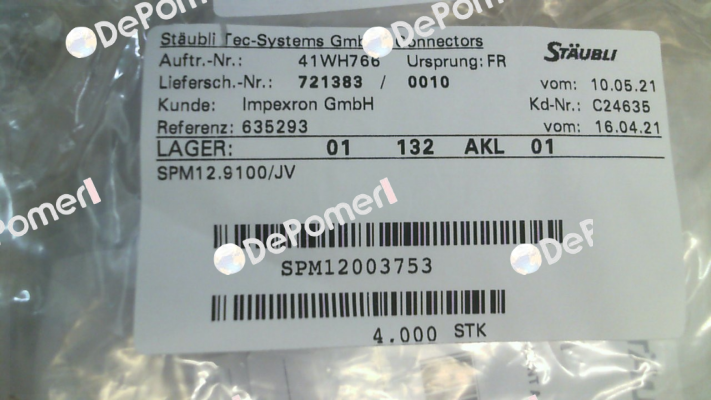 DePomerl DePomerl
Stäubli Tec-Systems GmbH Connectors
STÄUBLI
Auftr.-Nr.: 41WH766 Ursprung: FR
Liefersch.-Nr.: 721383 / 0010 vom: 10.05.21
Kunde: Impexron GmbH Kd-Nr.: C24635
Referenz: 635293 vom: 16.04.21
LAGER: 01 132 AKL 01
SPM12.9100/JV
DePomerl
DePomerl
SPM12003753
4.000 STK